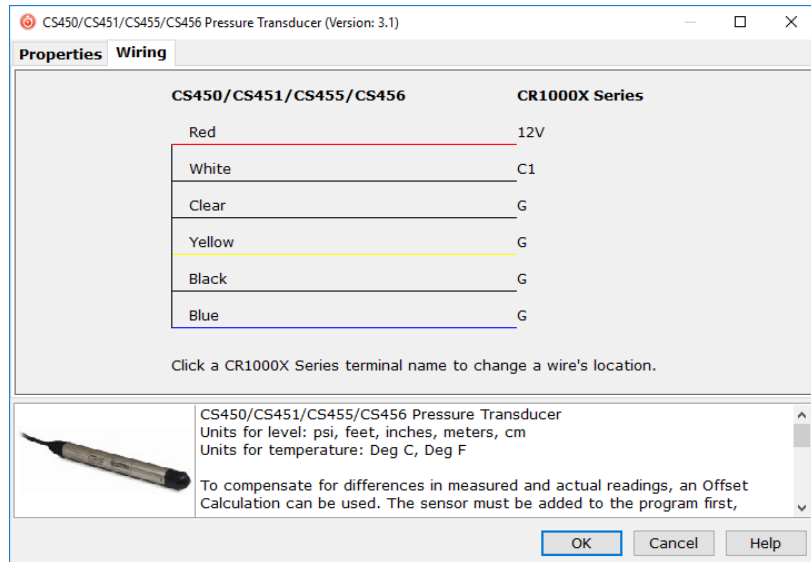 CS450/CS451/CS455/CS456 Pressure Transducer (Version: 3.1)
Properties Wiring
CS450/CS451/CS455/CS456 CR1000X Series
Red 12V
White C1
Clear G
Yellow G
Black G
Blue G
Click a CR1000X Series terminal name to change a wire's location.
CS450/CS451/CS455/CS456 Pressure Transducer
Units for level: psi, feet, inches, meters, cm
Units for temperature: Deg C, Deg F
To compensate for differences in measured and actual readings, an Offset
Calculation can be used. The sensor must be added to the program first,
OK Cancel Help